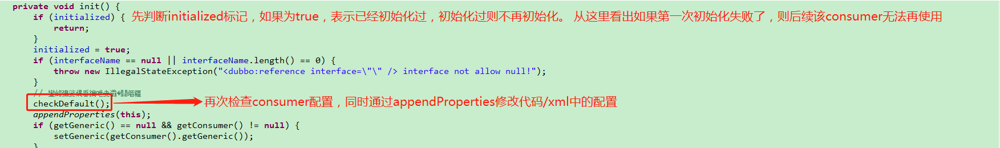 private void init() {
if (initialized) { 先判断initialized标记，如果为true，表示已经初始化过，初始化过则不再初始化。 从这里看出如果第一次初始化失败了，则后续该consumer无法再使用
return;
}
initialized = true;
if (interfaceName == null || interfaceName.length() == 0) {
throw new IllegalStateException("<dubbo:reference interface=\"\" /> interface not allow null!");
}
//
checkDefault(); 再次检查consumer配置，同时通过appendProperties修改代码/xml中的配置
appendProperties(this);
if (getGeneric() == null && getConsumer() != null) {
setGeneric(getConsumer().getGeneric());
}